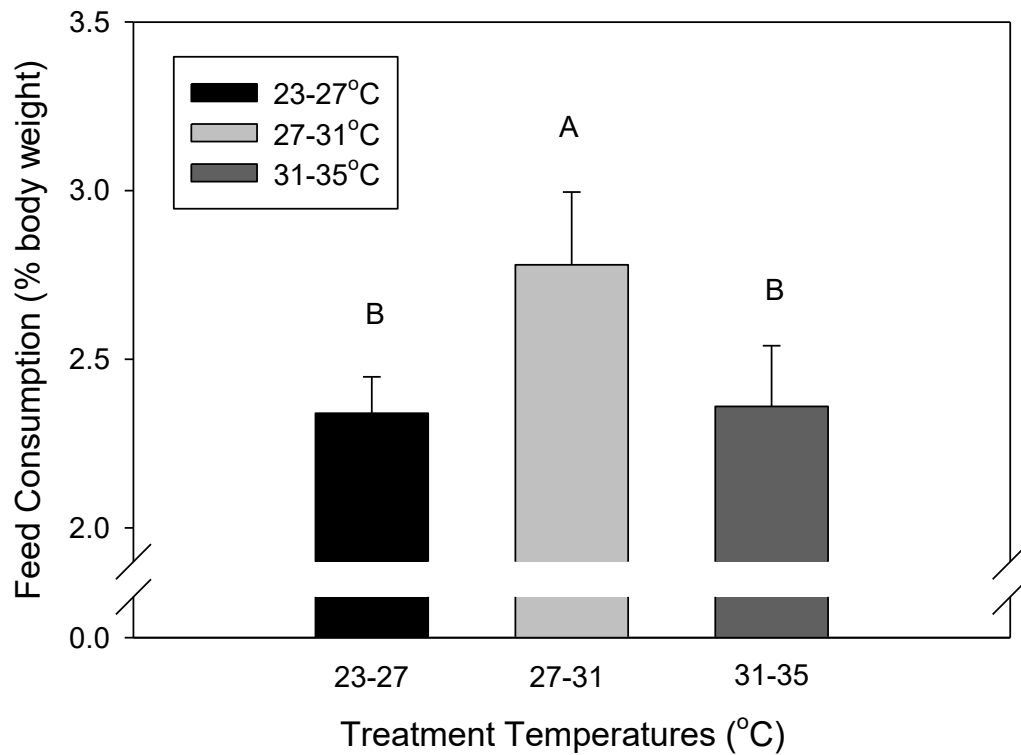 3.5
3.0
2.5
2.0
0.0
Feed Consumption (% body weight)
23-27°C
27-31°C
31-35°C
B
A
B
23-27
27-31
31-35
Treatment Temperatures (°C)